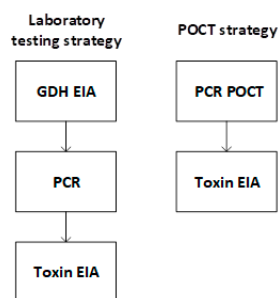 Laboratory
testing strategy
GDH EIA
PCR
Toxin EIA
POCT strategy
PCR POCT
Toxin EIA